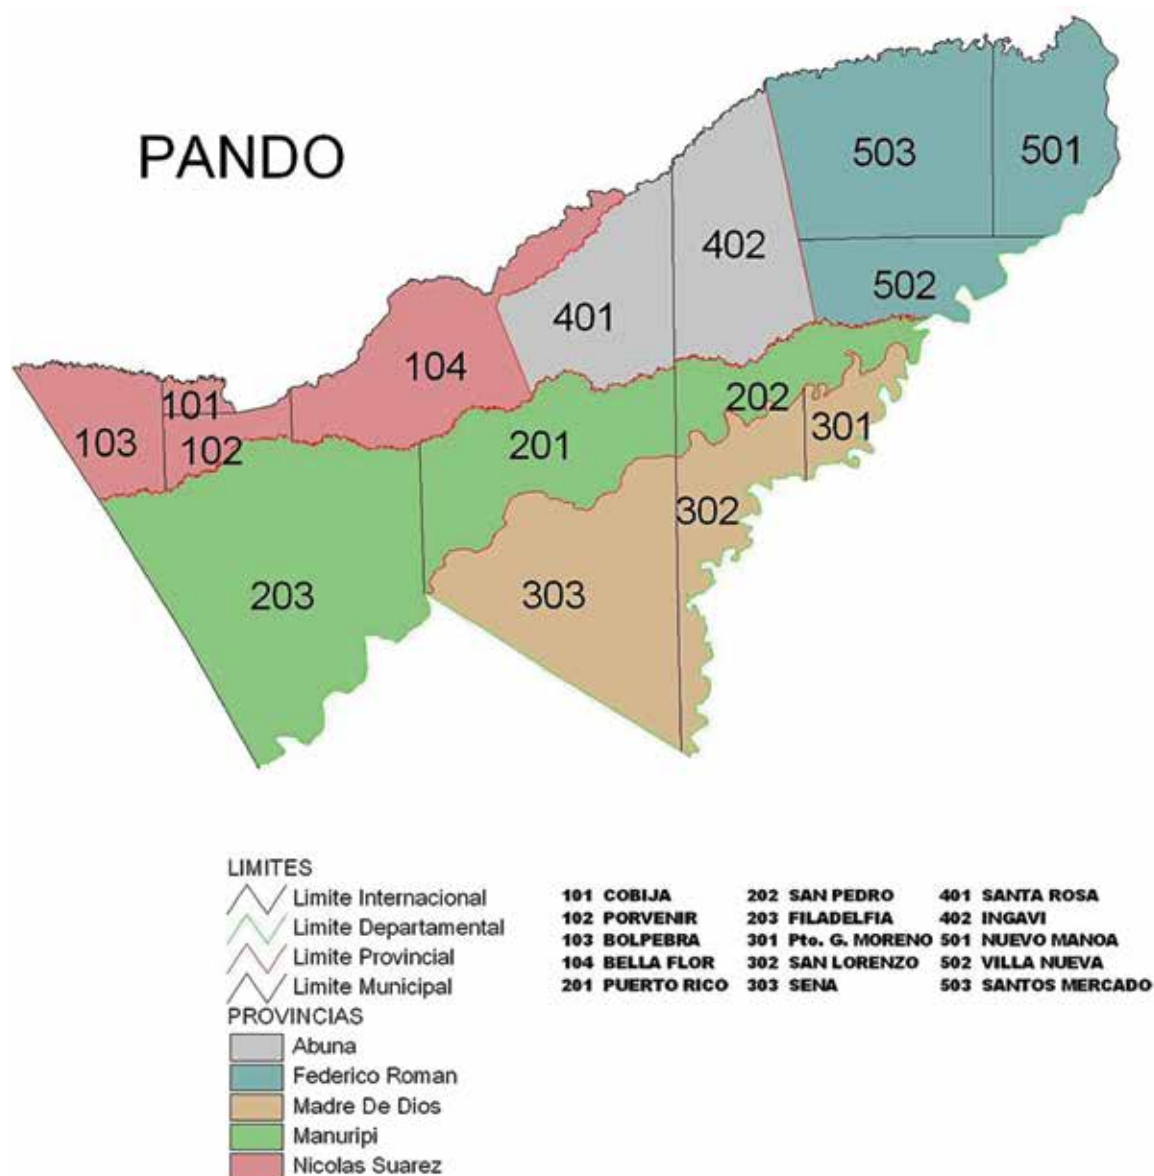 PANDO
503
501
402
502
401
104
101
103
102
202
301
201
302
203
303
LIMITES
Limite Internacional
Limite Departamental
Limite Provincial
Limite Municipal
PROVINCIAS
Abuna
Federico Roman
Madre De Dios
Manuripi
Nicolas Suarez
101 COBIJA
102 PORVENIR
103 BOLPEBRA
104 BELLA FLOR
201 PUERTO RICO
202 SAN PEDRO
203 FILADELFIA
301 Pto. G. MORENO
302 SAN LORENZO
303 SENA
401 SANTA ROSA
402 INGAVI
501 NUEVO MANOA
502 VILLA NUEVA
503 SANTOS MERCADO